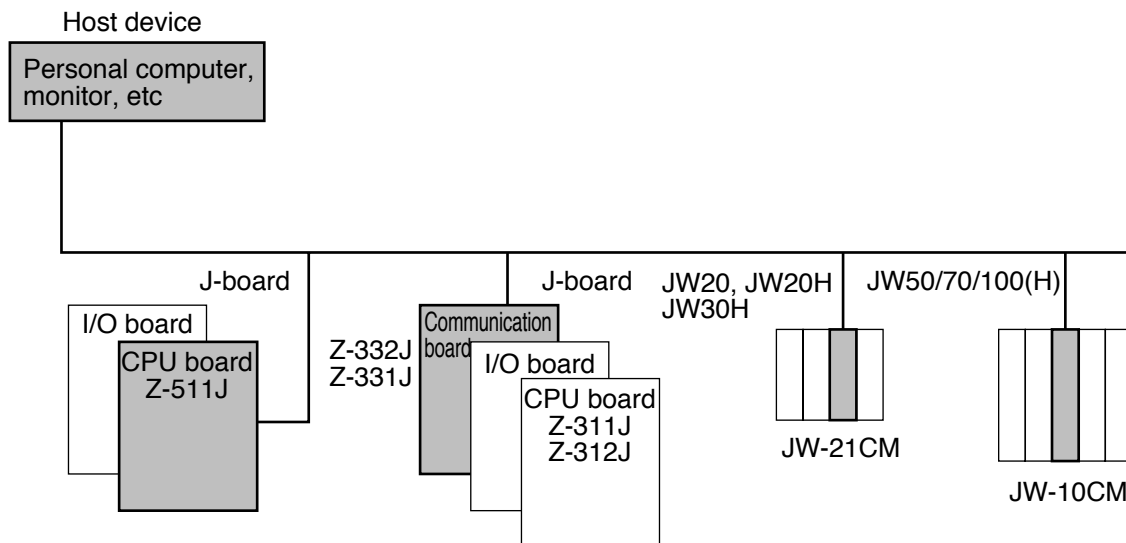 Host device
Personal computer,
monitor, etc
J-board
I/O board
CPU board
Z-511J
J-board
Communication
board
Z-332J
Z-331J
I/O board
CPU board
Z-311J
Z-312J
JW20, JW20H
JW30H
JW-21CM
JW50/70/100(H)
JW-10CM